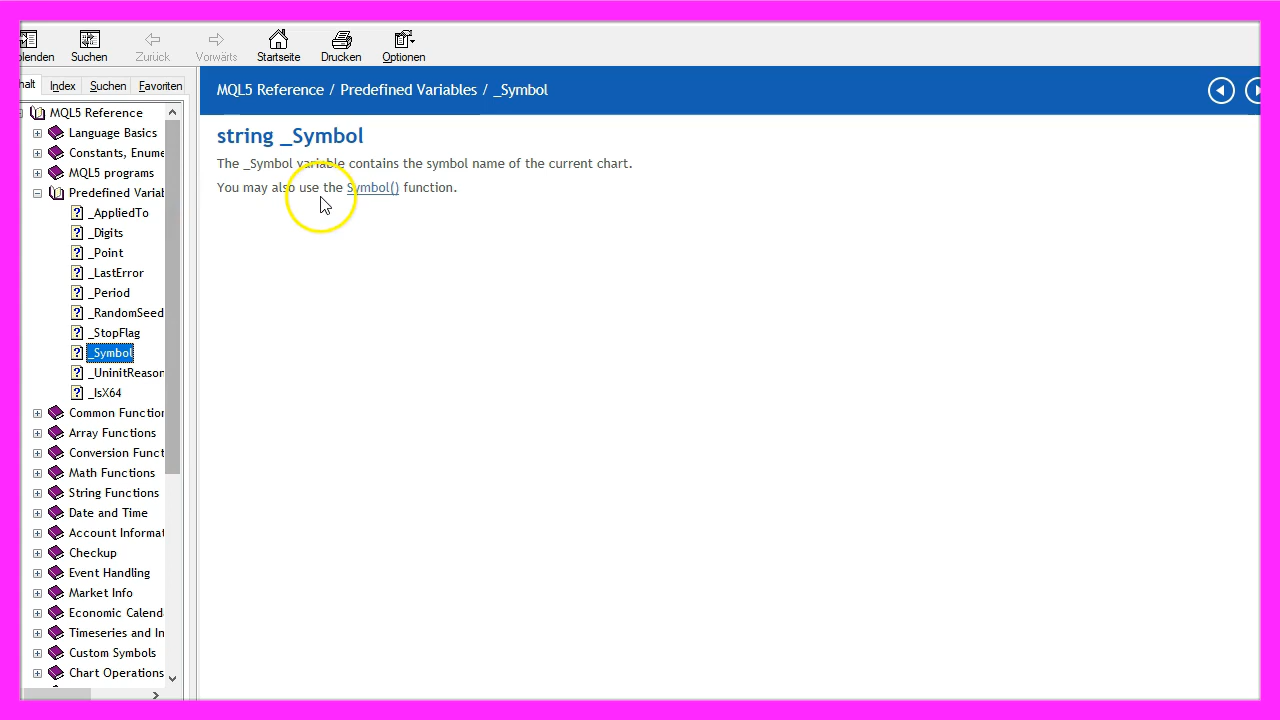 Suchen
Zurück
Vorwärts
Startseite
Drucken
Optionen
Index
Suchen
Favoriten
MQL5 Reference
Language Basics
Constants, Enume
MQL5 programs
Predefined Variab
_AppliedTo
_Digits
_Point
_LastError
_Period
_RandomSeed
_StopFlag
_Symbol
_UninitReason
_IsX64
Common Function
Array Functions
Conversion Funct
Math Functions
String Functions
Date and Time
Account Informat
Checkup
Event Handling
Market Info
Economic Calenda
Timeseries and In
Custom Symbols
Chart Operations
MQL5 Reference / Predefined Variables / _Symbol
string _Symbol
The _Symbol variable contains the symbol name of the current chart.
You may also use the Symbol() function.